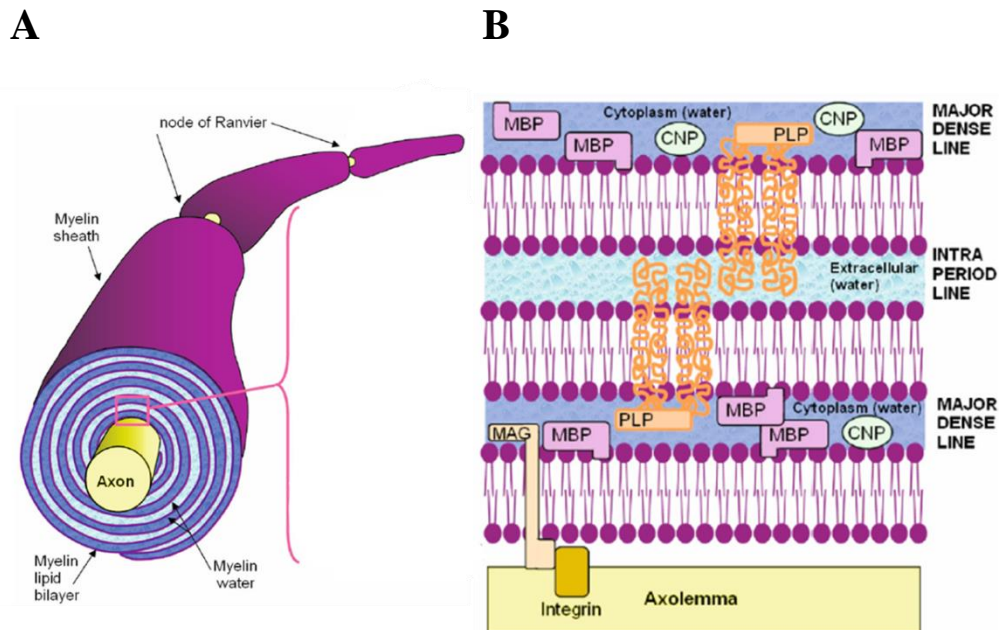 A
B
node of Ranvier
Myelin
sheath
Axon
Myelin
lipid
bilayer
Myelin
water
Cytoplasm (water)
MBP
MBP
CNP
PLP
CNP
MBP
MAJOR
DENSE
LINE
Extracellular
(water)
INTRA
PERIOD
LINE
MAG
MBP
PLP
MBP
MBP
Cytoplasm (water)
CNP
MAJOR
DENSE
LINE
Integrin
Axolemma